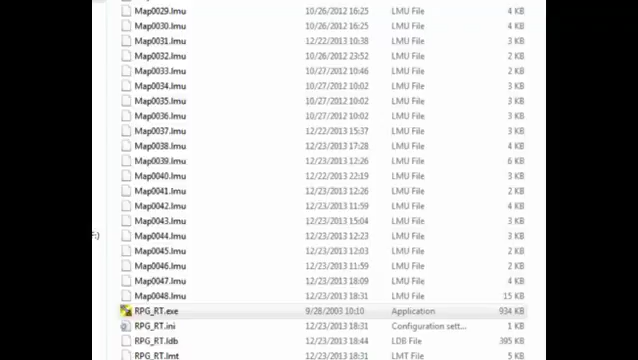 Map0029.lmu 10/26/2012 16:25 LMU File 4 KB
Map0030.lmu 10/26/2012 16:25 LMU File 4 KB
Map0031.lmu 12/22/2013 10:38 LMU File 3 KB
Map0032.lmu 10/26/2012 23:52 LMU File 4 KB
Map0033.lmu 10/27/2012 10:46 LMU File 2 KB
Map0034.lmu 10/27/2012 10:02 LMU File 3 KB
Map0035.lmu 10/27/2012 10:02 LMU File 3 KB
Map0036.lmu 10/27/2012 10:02 LMU File 3 KB
Map0037.lmu 12/22/2013 15:37 LMU File 3 KB
Map0038.lmu 12/23/2013 17:28 LMU File 4 KB
Map0039.lmu 12/23/2013 12:26 LMU File 6 KB
Map0040.lmu 12/22/2013 22:19 LMU File 3 KB
Map0041.lmu 12/23/2013 12:26 LMU File 2 KB
Map0042.lmu 12/23/2013 11:59 LMU File 4 KB
Map0043.lmu 12/23/2013 15:04 LMU File 3 KB
Map0044.lmu 12/23/2013 12:23 LMU File 3 KB
Map0045.lmu 12/23/2013 12:03 LMU File 2 KB
Map0046.lmu 12/23/2013 11:59 LMU File 2 KB
Map0047.lmu 12/23/2013 18:09 LMU File 4 KB
Map0048.lmu 12/23/2013 18:31 LMU File 15 KB
RPG_RT.exe 9/28/2003 10:10 Application 934 KB
RPG_RT.ini 12/23/2013 18:31 Configuration sett... 1 KB
RPG_RT.ldb 12/23/2013 18:44 LDB File 395 KB
RPG_RT.lmt 12/23/2013 18:31 LMT File 5 KB